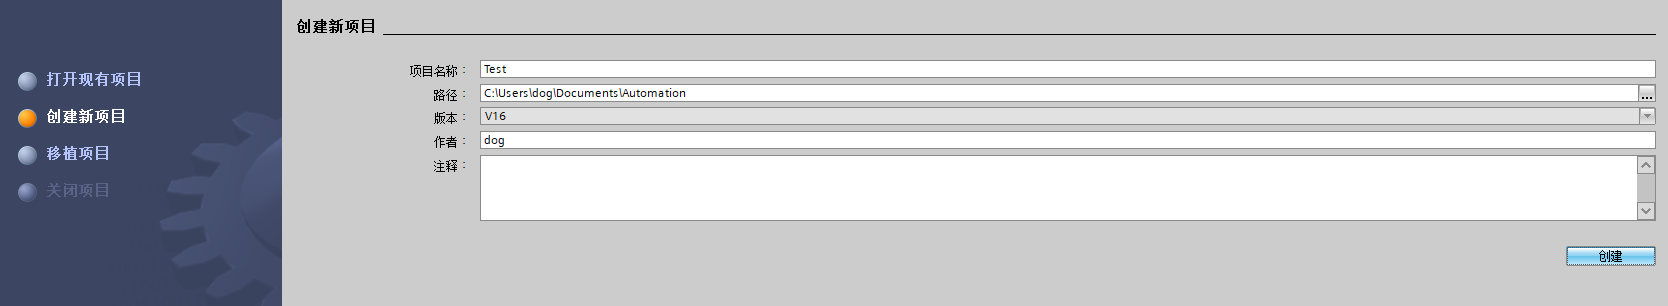 打开现有项目
创建新项目
移植项目
关闭项目
创建新项目
项目名称： Test
路径： C:\Users\dog\Documents\Automation ...
版本： V16
作者： dog
注释：
创建